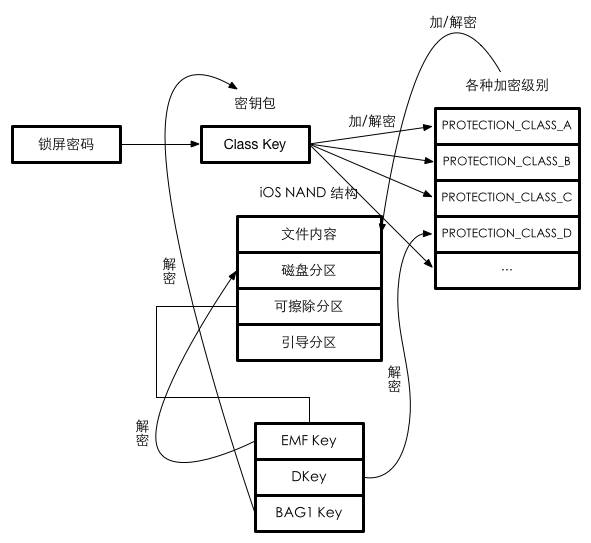 加/解密
各种加密级别
密钥包
加/解密
锁屏密码
Class Key
PROTECTION_CLASS_A
PROTECTION_CLASS_B
PROTECTION_CLASS_C
PROTECTION_CLASS_D
...
iOS NAND 结构
文件内容
磁盘分区
可擦除分区
引导分区
解密
解密
解密
EMF Key
DKey
BAG1 Key